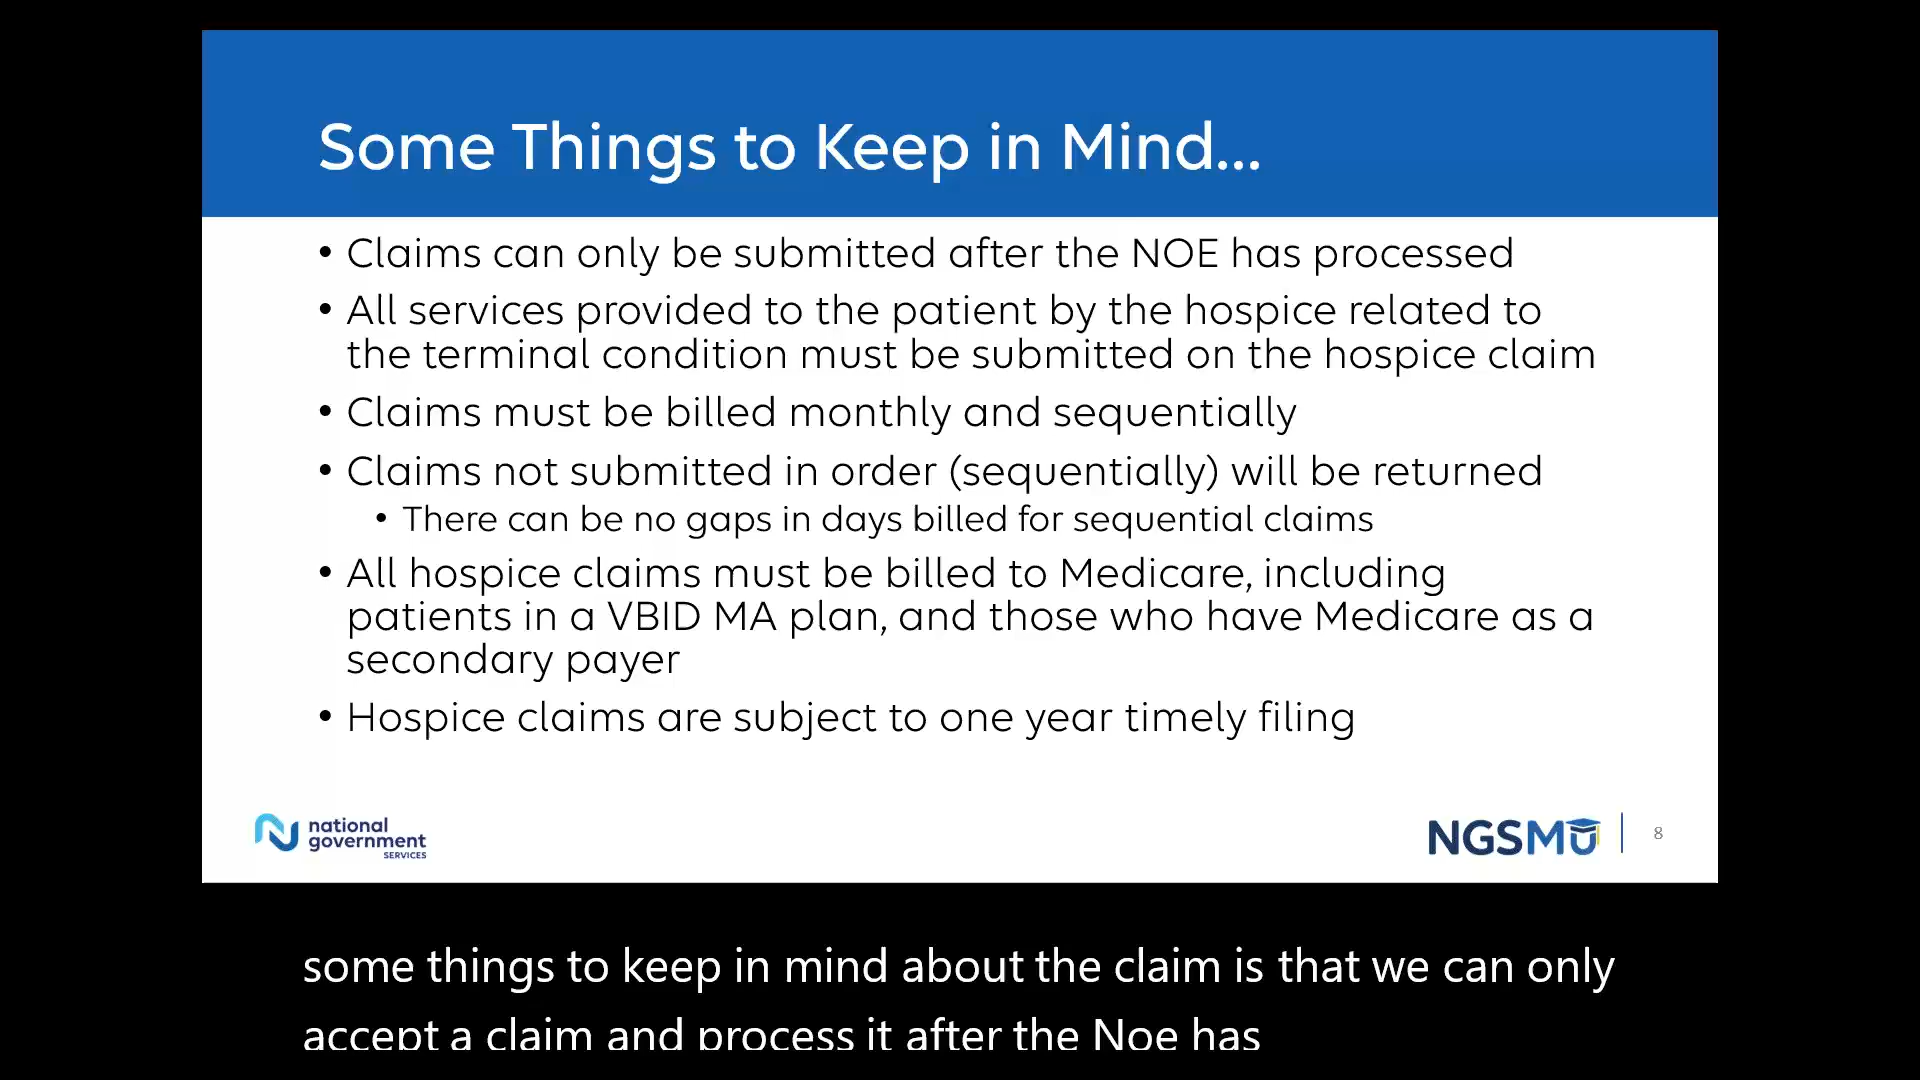 Some Things to Keep in Mind...
• Claims can only be submitted after the NOE has processed
• All services provided to the patient by the hospice related to
the terminal condition must be submitted on the hospice claim
• Claims must be billed monthly and sequentially
• Claims not submitted in order (sequentially) will be returned
• There can be no gaps in days billed for sequential claims
• All hospice claims must be billed to Medicare, including
patients in a VBID MA plan, and those who have Medicare as a
secondary payer
• Hospice claims are subject to one year timely filing
national
government
SERVICES
NGSMU
8
some things to keep in mind about the claim is that we can only
accept a claim and process it after the Noe has